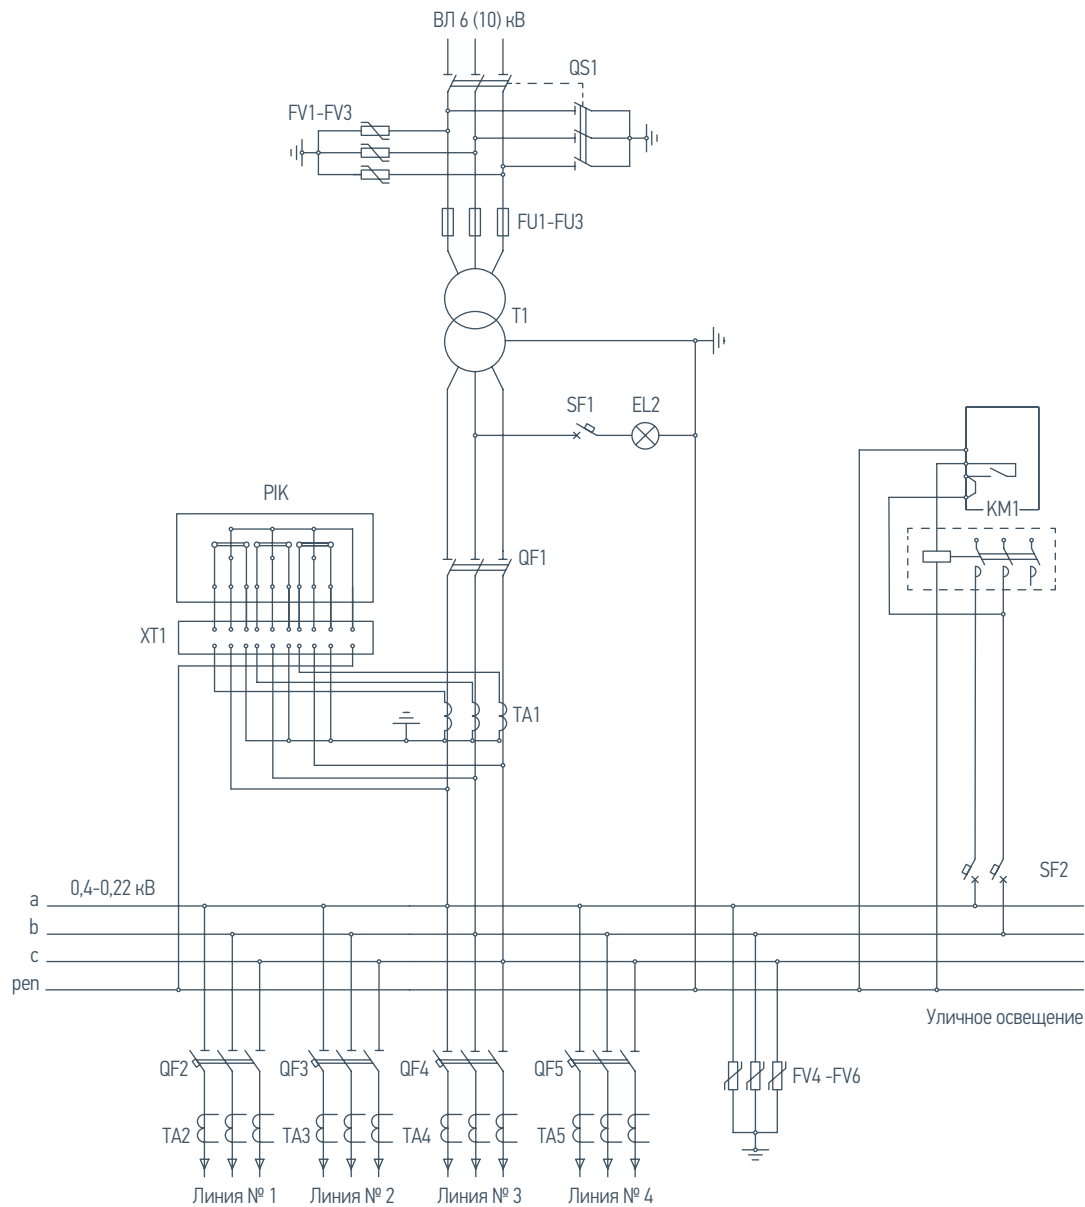 ВЛ 6 (10) кВ
QS1
FV1-FV3
FU1-FU3
T1
SF1
EL2
PIK
KM1
QF1
XT1
TA1
0,4-0,22 кВ
SF2
a
b
c
pen
Уличное освещение
QF2
QF3
QF4
QF5
FV4 -FV6
TA2
TA3
TA4
TA5
Линия № 1
Линия № 2
Линия № 3
Линия № 4